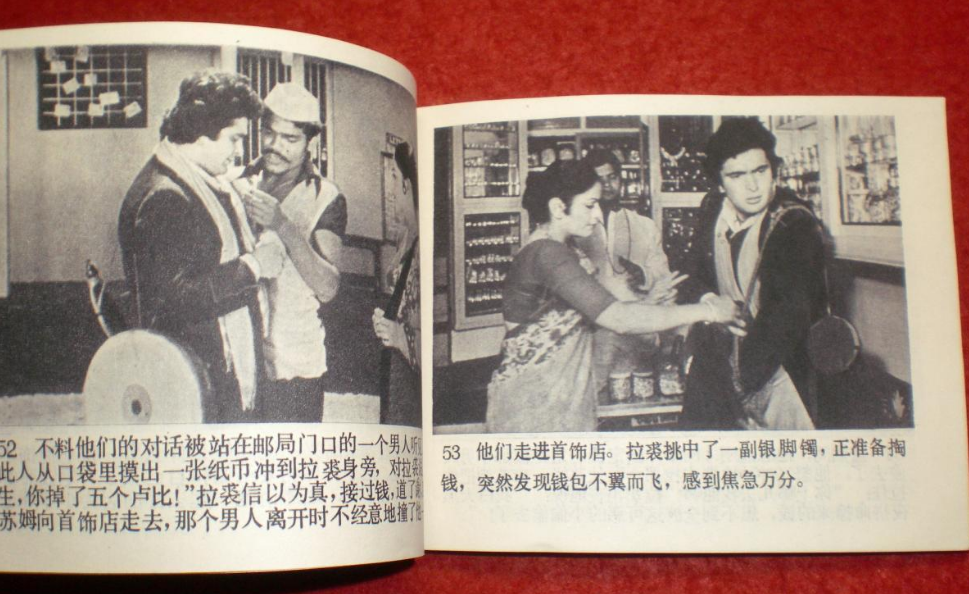 52 不料他们的对话被站在邮局门口的一个男人听
此人从口袋里摸出一张纸币冲到拉裘身旁，对拉裘
生，你掉了五个卢比！”拉裘信以为真，接过钱，道了
苏姆向首饰店走去，那个男人离开时不经意地撞了
53 他们走进首饰店。拉裘挑中了一副银脚镯，正准备掏
钱，突然发现钱包不翼而飞，感到焦急万分。